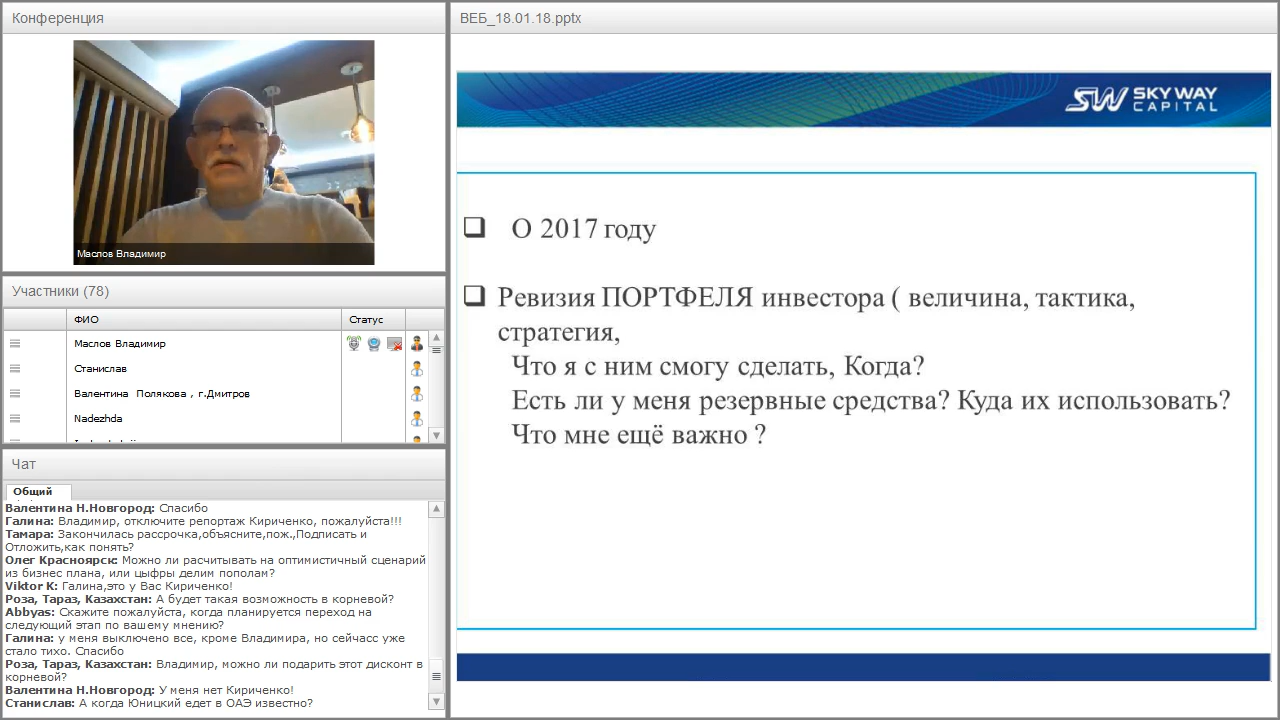 Конференция
Маслов Владимир
Участники (78)
ФИО Статус
Маслов Владимир
Станислав
Валентина Полякова , г.Дмитров
Nadezhda
Чат
Общий
Валентина Н.Новгород: Спасибо
Галина: Владимир, отключите репортаж Кириченко, пожалуйста!!!
Тамара: Закончилась рассрочка,объясните,пож.,Подписать и
Отложить,как понять?
Олег Красноярск: Можно ли расчитывать на оптимистичный сценарий
из бизнес плана, или цыфры делим пополам?
Viktor K: Галина,это у Вас Кириченко!
Роза, Тараз, Казахстан: А будет такая возможность в корневой?
Abbyas: Скажите пожалуйста, когда планируется переход на
следующий этап по вашему мнению?
Галина: у меня выключено все, кроме Владимира, но сейчасс уже
стало тихо. Спасибо
Роза, Тараз, Казахстан: Владимир, можно ли подарить этот дисконт в
корневой?
Валентина Н.Новгород: У меня нет Кириченко!
Станислав: А когда Юницкий едет в ОАЭ известно?
ВЕБ_18.01.18.pptx
SW SKY WAY
CAPITAL
О 2017 году
Ревизия ПОРТФЕЛЯ инвестора ( величина, тактика,
стратегия,
Что я с ним смогу сделать, Когда?
Есть ли у меня резервные средства? Куда их использовать?
Что мне ещё важно ?